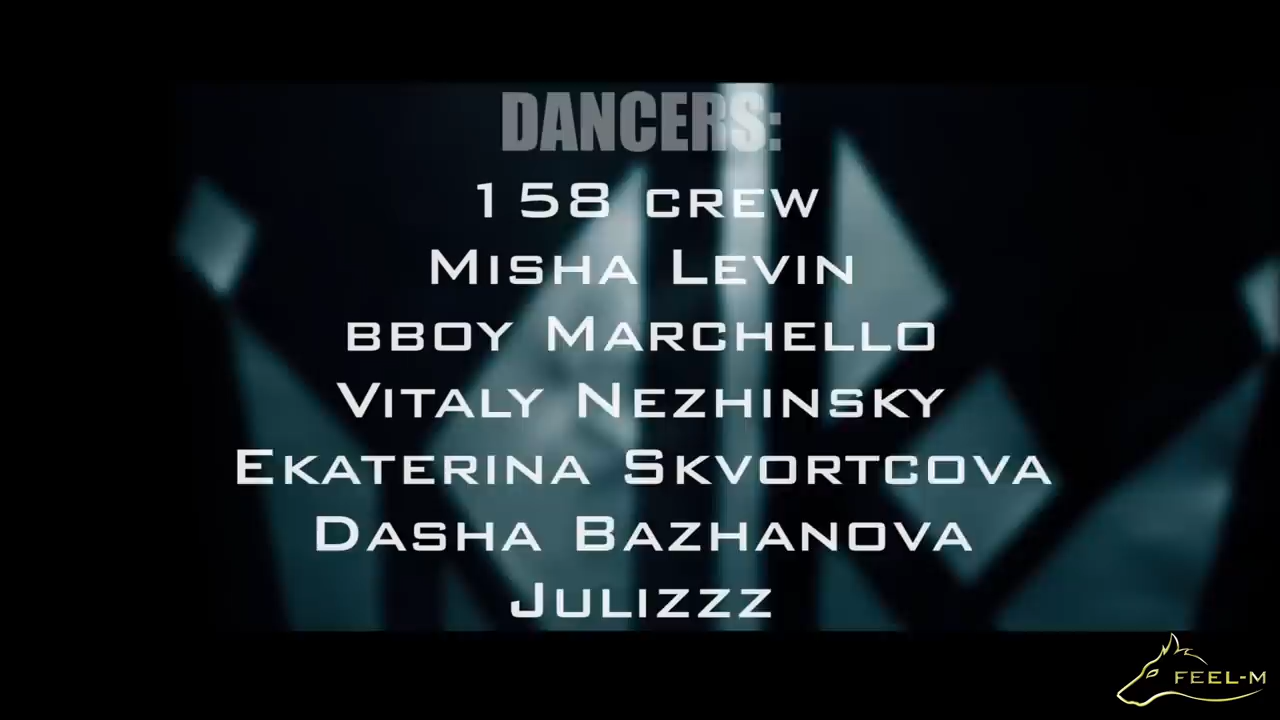 DANCERS:
158 CREW
MISHA LEVIN
BBOY MARCHELLO
VITALY NEZHINSKY
EKATERINA SKVORTCOVA
DASHA BAZHANOVA
JULIZZZ
FEEL-M